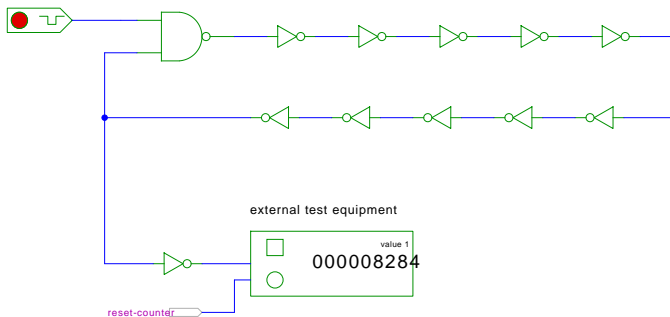 external test equipment
value 1
000008284
reset-counter